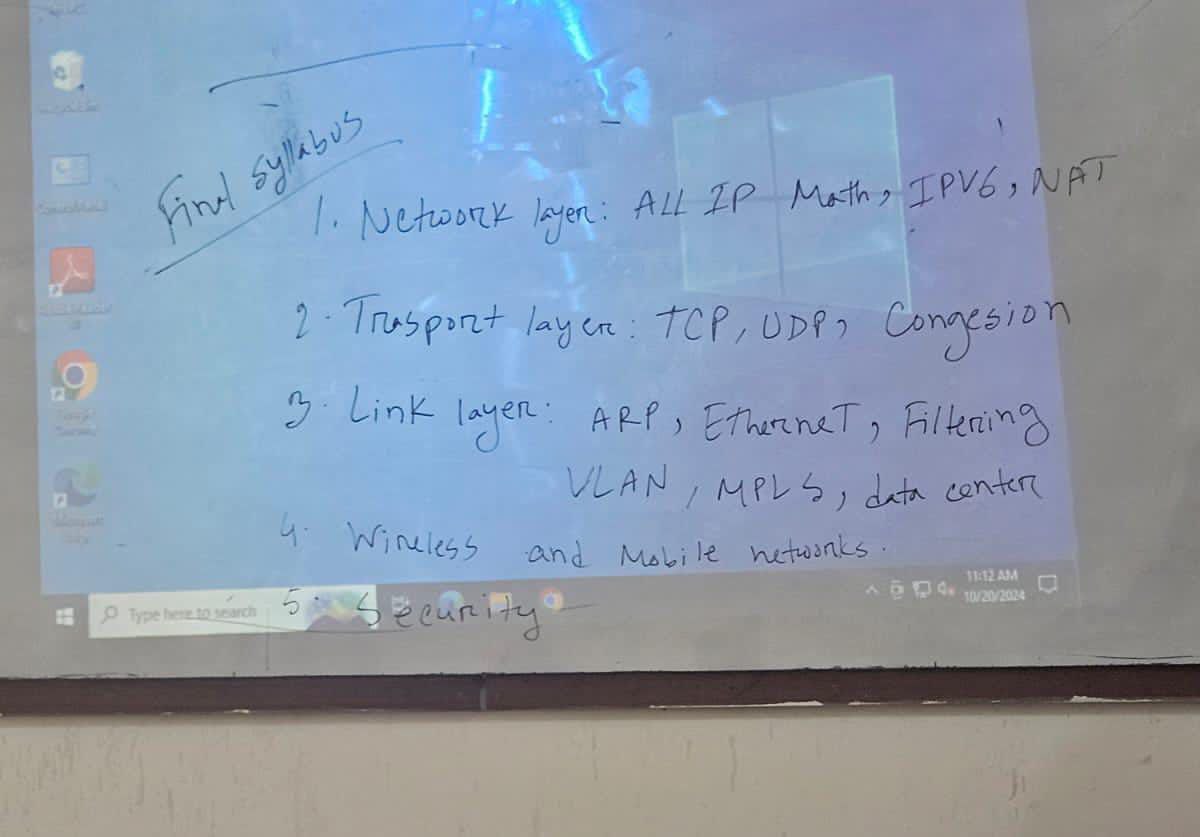 Final Syllabus
1. Network layer: ALL IP Math, IPV6, NAT
2. Trasport layer: TCP, UDP, Congesion
3. Link layer: ARP, EtherneT, Filtering
VLAN, MPLS, data center
4. Wireless and Mobile networks.
5. Security
Type here to search
11:12 AM
10/20/2024